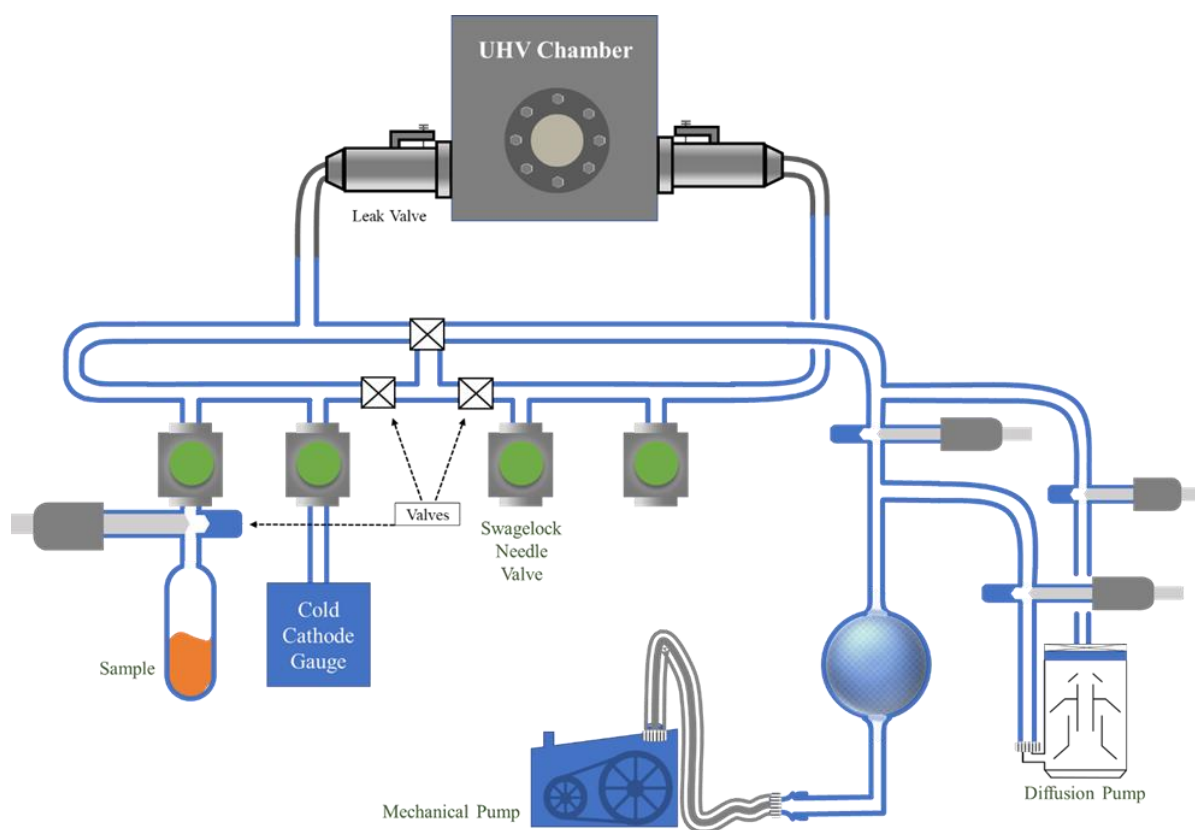 UHV Chamber
Leak Valve
Valves
Swagelock
Needle
Valve
Cold
Cathode
Gauge
Sample
Mechanical Pump
Diffusion Pump